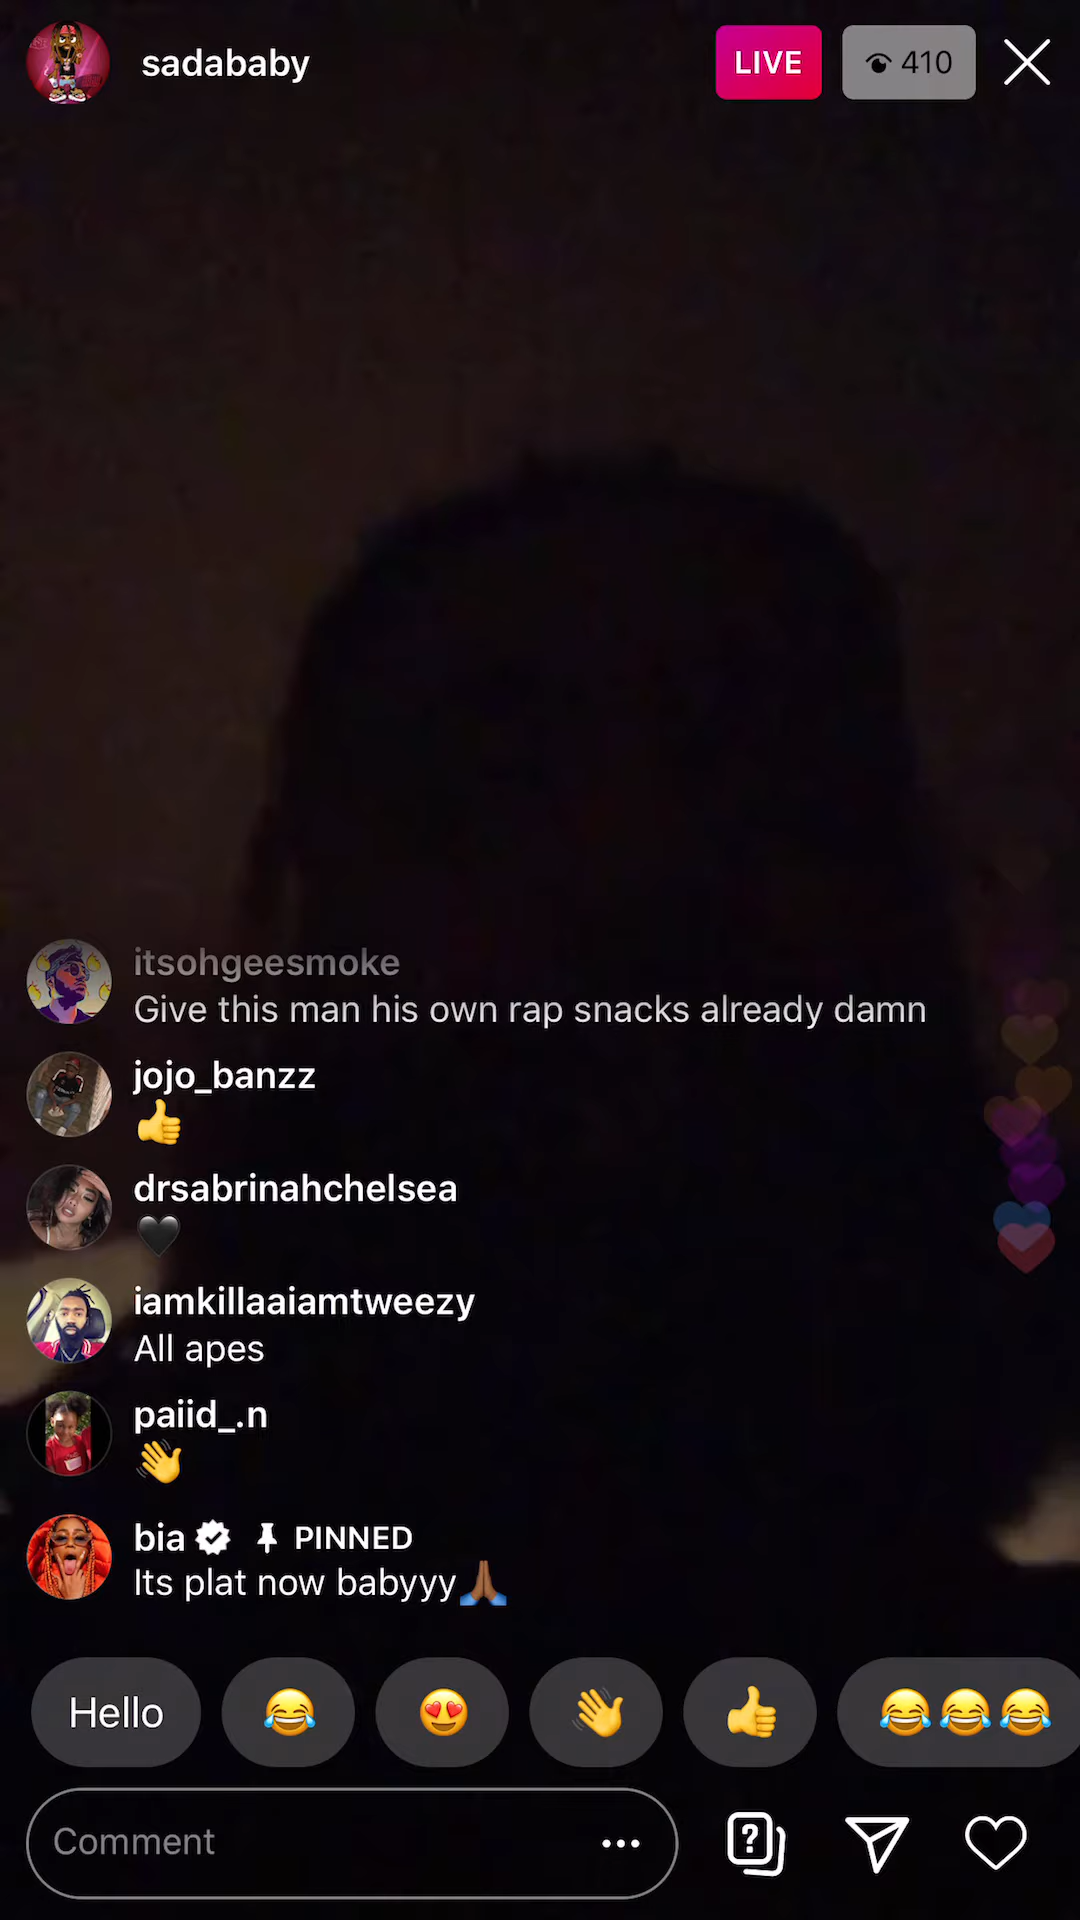 sadababy
LIVE
410
itsohgeesmoke
Give this man his own rap snacks already damn
jojo_banzz
👍
drsabrinahchelsea
🖤
iamkillaaiamtweezy
All apes
paiid_.n
👋
bia PINNED
Its plat now babyyy🙏🏾
Hello 😂 😍 👋 👍 😂😂😂
Comment